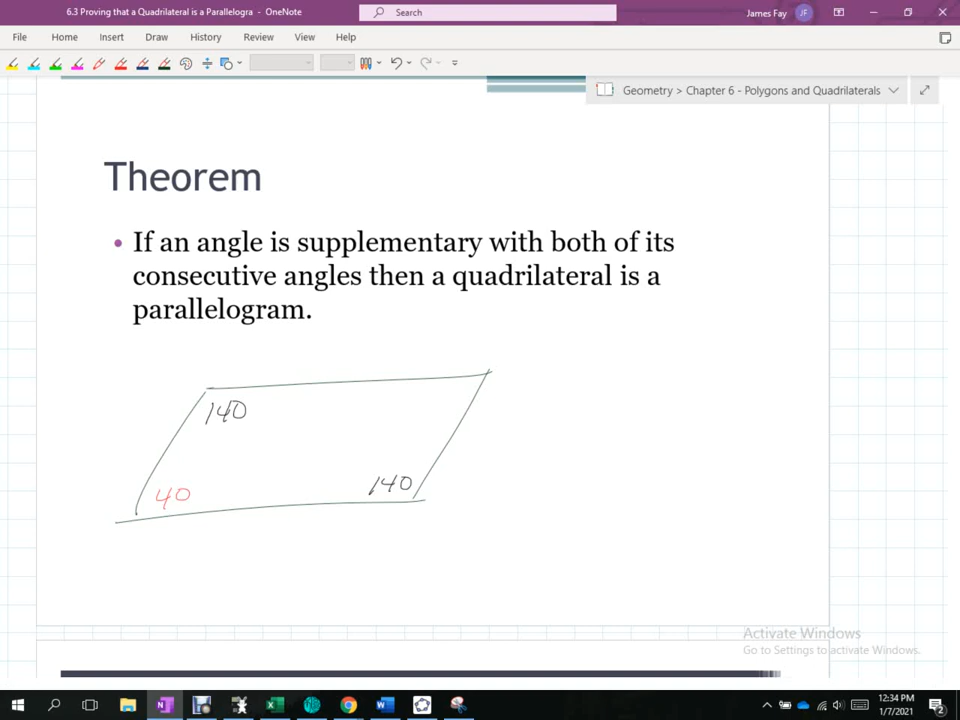 6.3 Proving that a Quadrilateral is a Parallelogra - OneNote
Search
James Fay
JF
File Home Insert Draw History Review View Help
Geometry > Chapter 6 - Polygons and Quadrilaterals
Theorem
• If an angle is supplementary with both of its
consecutive angles then a quadrilateral is a
parallelogram.
140
40
140
Activate Windows
Go to Settings to activate Windows.
12:34 PM
1/7/2021
2